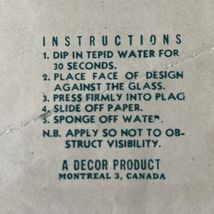 INSTRUCTIONS
1. DIP IN TEPID WATER FOR
30 SECONDS.
2. PLACE FACE OF DESIGN
AGAINST THE GLASS.
3. PRESS FIRMLY INTO PLAC
4. SLIDE OFF PAPER.
5. SPONGE OFF WATER.
N.B. APPLY SO NOT TO OB-
STRUCT VISIBILITY.
A DECOR PRODUCT
MONTREAL 3, CANADA